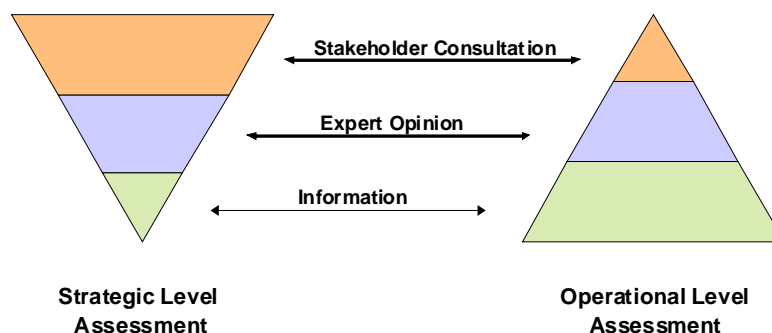 Stakeholder Consultation
Expert Opinion
Information
Strategic Level
Assessment
Operational Level
Assessment